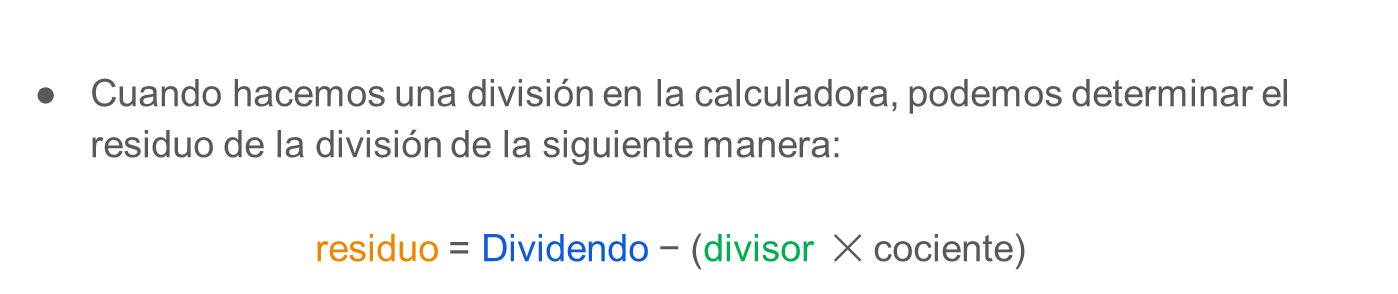 ● Cuando hacemos una división en la calculadora, podemos determinar el
residuo de la división de la siguiente manera:
residuo = Dividendo − (divisor × cociente)